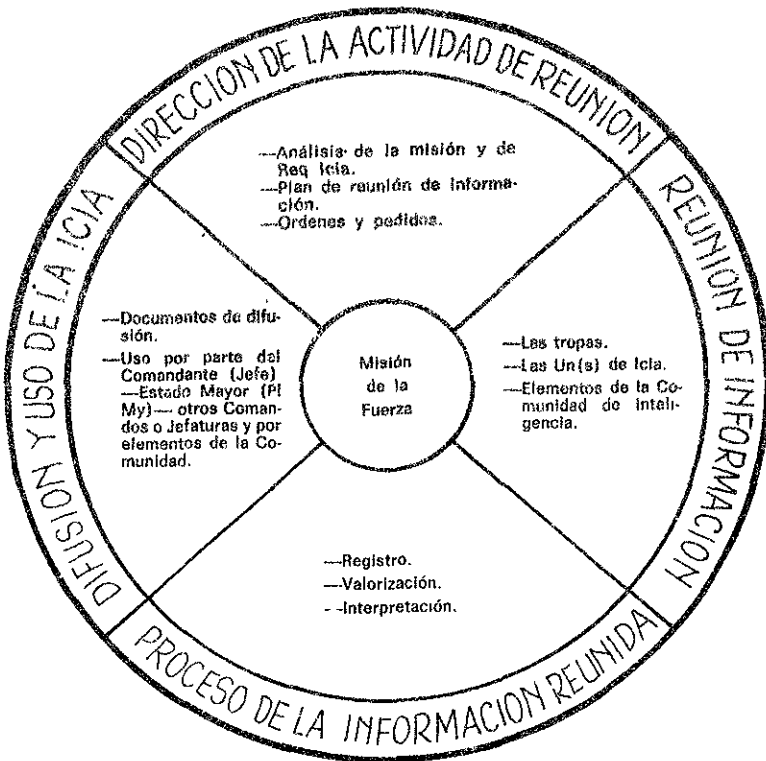 DIRECCION DE LA ACTIVIDAD DE REUNION
—Análisis de la misión y de
Req Icia.
—Plan de reunión de Informa-
ción.
—Ordenes y pedidos.
REUNION DE INFORMACION
—Las tropas.
—Las Un(s) de Icia.
—Elementos de la Co-
munidad de Inteli-
gencia.
PROCESO DE LA INFORMACION REUNIDA
—Registro.
—Valorización.
--Interpretación.
DIFUSION Y USO DE LA ICIA
—Documentos de difu-
sión.
—Uso por parte del
Comandante (Jefe)
—Estado Mayor (Pl
My)— otros Coman-
dos o Jefaturas y por
elementos de la Co-
munidad.
Misión
de la
Fuerza